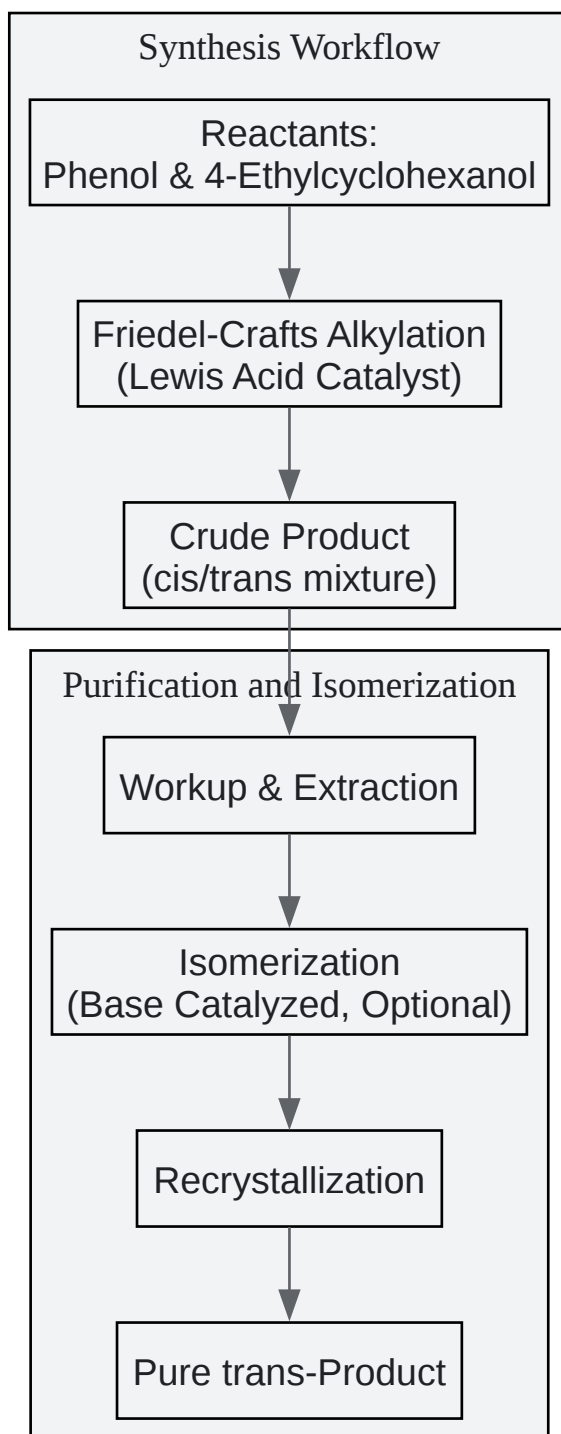 Synthesis Workflow
Reactants:
Phenol & 4-Ethylcyclohexanol
Friedel-Crafts Alkylation
(Lewis Acid Catalyst)
Crude Product
(cis/trans mixture)
Purification and Isomerization
Workup & Extraction
Isomerization
(Base Catalyzed, Optional)
Recrystallization
Pure trans-Product